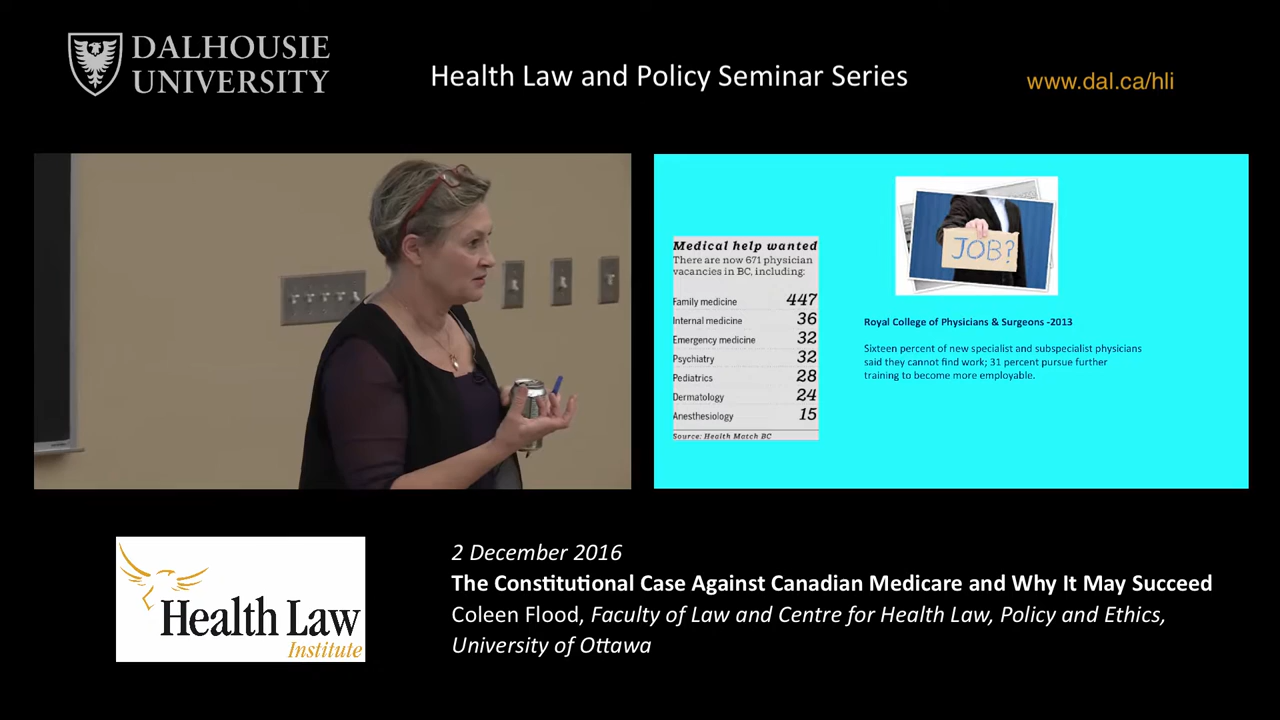 DALHOUSIE
UNIVERSITY
Health Law and Policy Seminar Series
www.dal.ca/hli
Medical help wanted
There are now 671 physician
vacancies in BC, including:
Family medicine 447
Internal medicine 36
Emergency medicine 32
Psychiatry 32
Pediatrics 28
Dermatology 24
Anesthesiology 15
Source: Health Match BC
JOB?
Royal College of Physicians & Surgeons -2013
Sixteen percent of new specialist and subspecialist physicians
said they cannot find work; 31 percent pursue further
training to become more employable.
Health Law
Institute
2 December 2016
The Constitutional Case Against Canadian Medicare and Why It May Succeed
Coleen Flood, Faculty of Law and Centre for Health Law, Policy and Ethics,
University of Ottawa